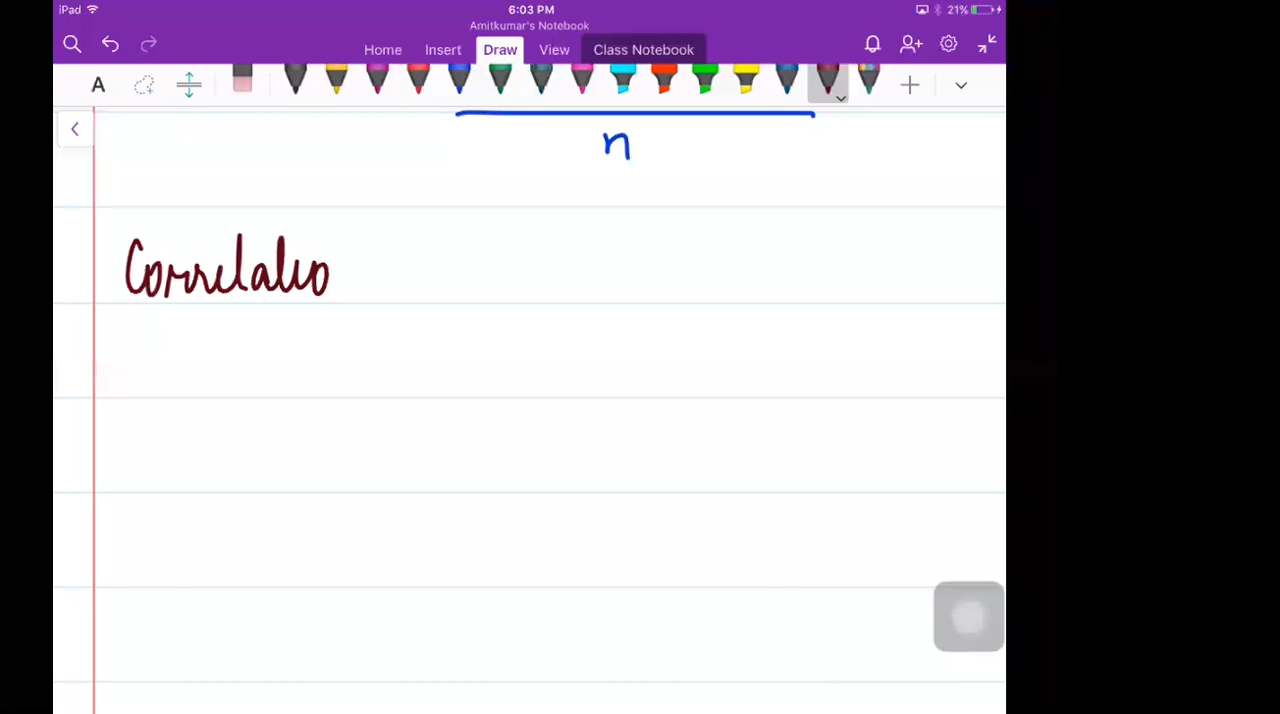 iPad 6:03 PM 21%
Amitkumar's Notebook
Home Insert Draw View Class Notebook
A
n
Correlatio